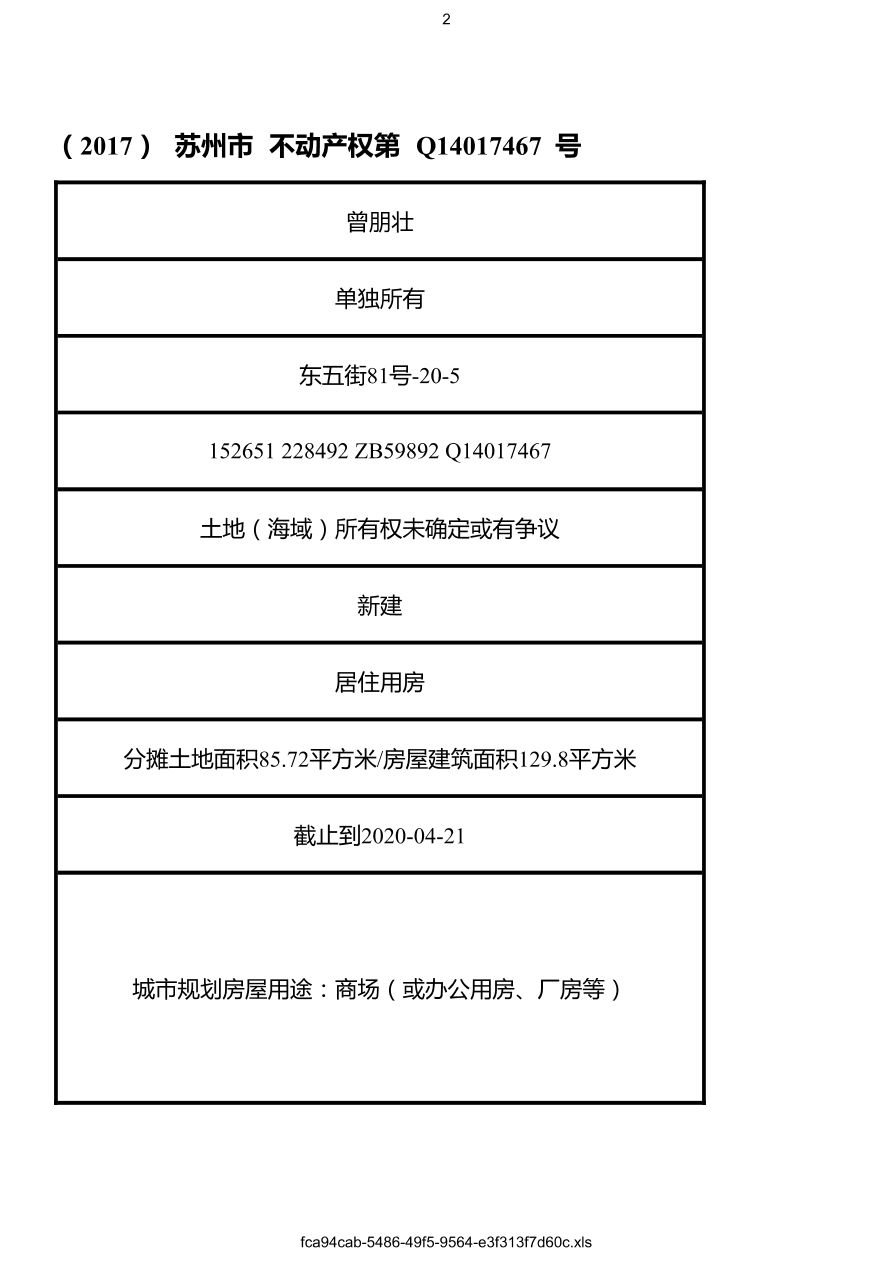 2
（2017） 苏州市 不动产权第 Q14017467 号
曾朋壮
单独所有
东五街81号-20-5
152651 228492 ZB59892 Q14017467
土地（海域）所有权未确定或有争议
新建
居住用房
分摊土地面积85.72平方米/房屋建筑面积129.8平方米
截止到2020-04-21
城市规划房屋用途：商场（或办公用房、厂房等）
fca94cab-5486-49f5-9564-e3f313f7d60c.xls